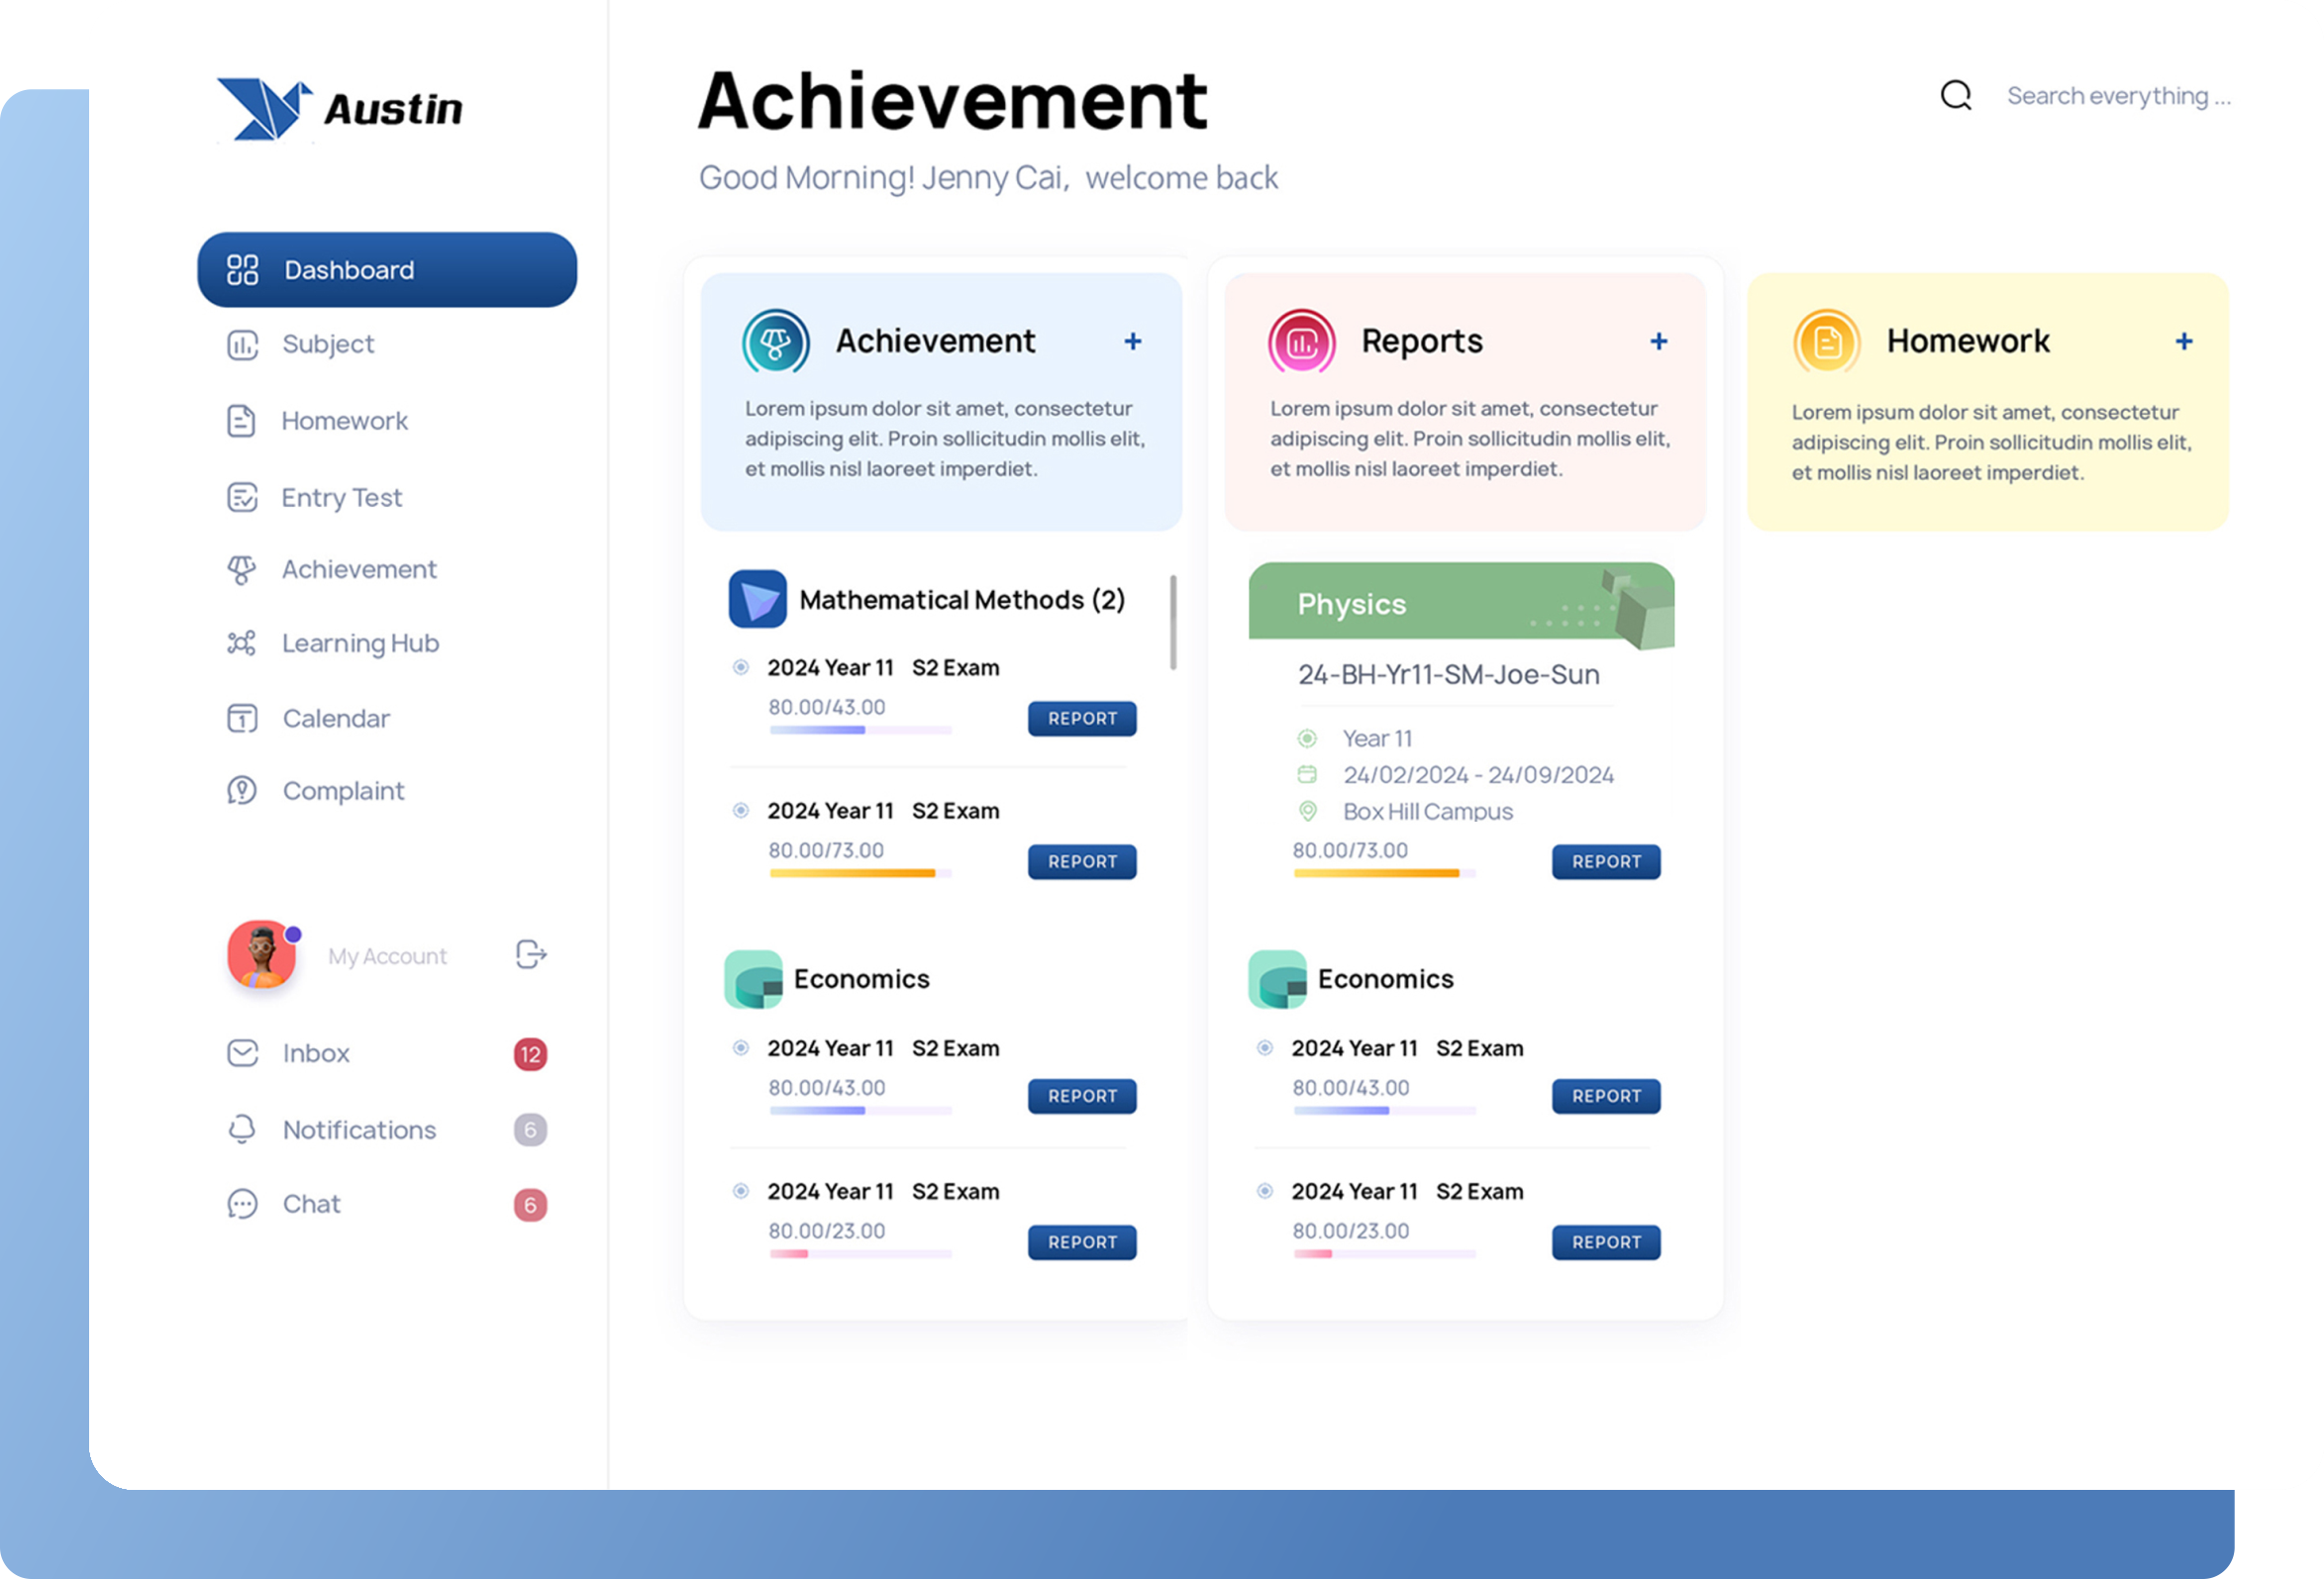 Austin
Dashboard
Subject
Homework
Entry Test
Achievement
Learning Hub
1
Calendar
Complaint
My Account
Inbox 12
Notifications 6
Chat 6
Achievement
Good Morning! Jenny Cai, welcome back
Search everything ...
Achievement +
Lorem ipsum dolor sit amet, consectetur
adipiscing elit. Proin sollicitudin mollis elit,
et mollis nisl laoreet imperdiet.
Mathematical Methods (2)
2024 Year 11 S2 Exam
80.00/43.00
REPORT
2024 Year 11 S2 Exam
80.00/73.00
REPORT
Economics
2024 Year 11 S2 Exam
80.00/43.00
REPORT
2024 Year 11 S2 Exam
80.00/23.00
REPORT
Reports +
Lorem ipsum dolor sit amet, consectetur
adipiscing elit. Proin sollicitudin mollis elit,
et mollis nisl laoreet imperdiet.
Physics
24-BH-Yr11-SM-Joe-Sun
Year 11
24/02/2024 - 24/09/2024
Box Hill Campus
80.00/73.00
REPORT
Economics
2024 Year 11 S2 Exam
80.00/43.00
REPORT
2024 Year 11 S2 Exam
80.00/23.00
REPORT
Homework +
Lorem ipsum dolor sit amet, consectetur
adipiscing elit. Proin sollicitudin mollis elit,
et mollis nisl laoreet imperdiet.